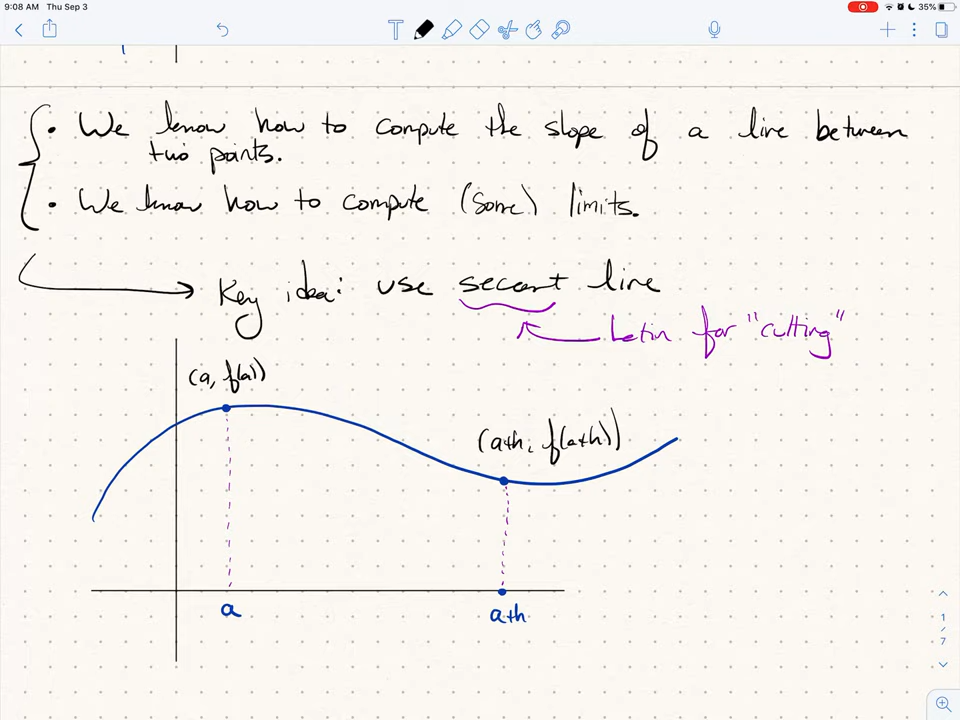 9:08 AM Thu Sep 3
35%
• We know how to compute the slope of a line between
two points.
• We know how to compute (some) limits.
Key idea: use secant line
Latin for "cutting"
(a, f(a))
(a+h, f(a+h))
a
a+h
1
/
7